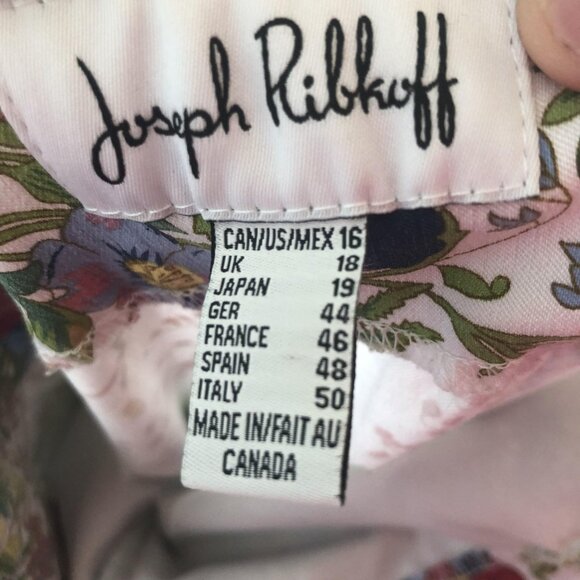 Joseph Ribkoff
CAN/US/MEX 16
UK 18
JAPAN 19
GER 44
FRANCE 46
SPAIN 48
ITALY 50
MADE IN/FAIT AU
CANADA